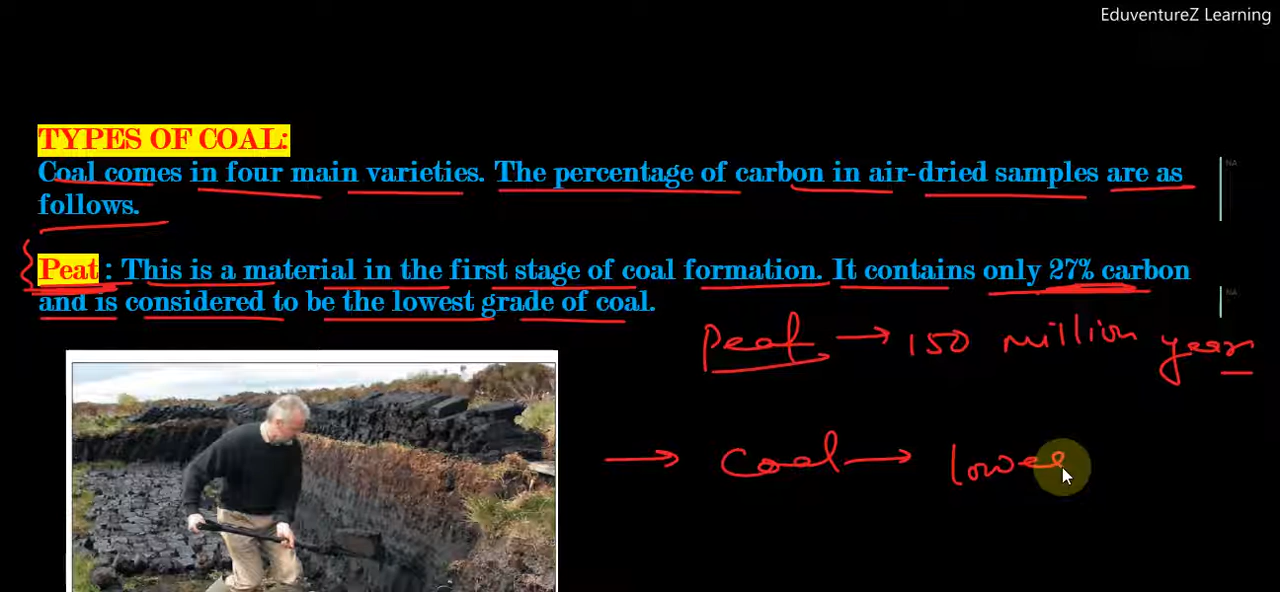 EduventureZ Learning
TYPES OF COAL:
Coal comes in four main varieties. The percentage of carbon in air-dried samples are as
follows.
NA
Peat : This is a material in the first stage of coal formation. It contains only 27% carbon
and is considered to be the lowest grade of coal.
NA
Peat → 150 million year
→ Coal → lowe